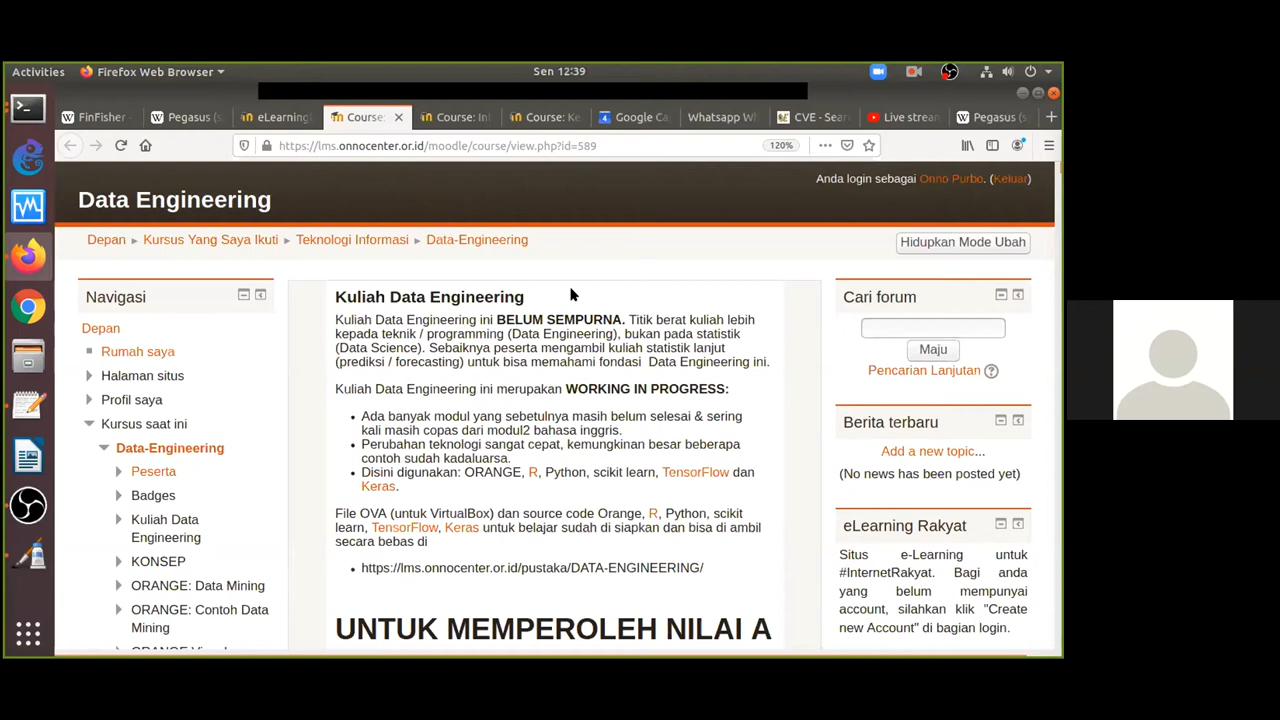 Activities Firefox Web Browser Sen 12:39
FinFisher - Pegasus (s eLearning Course: Course: In Course: Ke Google Ca Whatsapp W CVE - Sear Live stream Pegasus (s
https://lms.onnocenter.or.id/moodle/course/view.php?id=589 120%
Anda login sebagai Onno Purbo. (Keluar)
Data Engineering
Depan ► Kursus Yang Saya Ikuti ► Teknologi Informasi ► Data-Engineering
Hidupkan Mode Ubah
Navigasi
Depan
Rumah saya
Halaman situs
Profil saya
Kursus saat ini
Data-Engineering
Peserta
Badges
Kuliah Data
Engineering
KONSEP
ORANGE: Data Mining
ORANGE: Contoh Data
Mining
Kuliah Data Engineering
Kuliah Data Engineering ini BELUM SEMPURNA. Titik berat kuliah lebih
kepada teknik / programming (Data Engineering), bukan pada statistik
(Data Science). Sebaiknya peserta mengambil kuliah statistik lanjut
(prediksi / forecasting) untuk bisa memahami fondasi Data Engineering ini.
Kuliah Data Engineering ini merupakan WORKING IN PROGRESS:
• Ada banyak modul yang sebetulnya masih belum selesai & sering
kali masih copas dari modul2 bahasa inggris.
• Perubahan teknologi sangat cepat, kemungkinan besar beberapa
contoh sudah kadaluarsa.
• Disini digunakan: ORANGE, R, Python, scikit learn, TensorFlow dan
Keras.
File OVA (untuk VirtualBox) dan source code Orange, R, Python, scikit
learn, TensorFlow, Keras untuk belajar sudah di siapkan dan bisa di ambil
secara bebas di
• https://lms.onnocenter.or.id/pustaka/DATA-ENGINEERING/
UNTUK MEMPEROLEH NILAI A
Cari forum
Maju
Pencarian Lanjutan
Berita terbaru
Add a new topic...
(No news has been posted yet)
eLearning Rakyat
Situs e-Learning untuk
#InternetRakyat. Bagi anda
yang belum mempunyai
account, silahkan klik "Create
new Account" di bagian login.